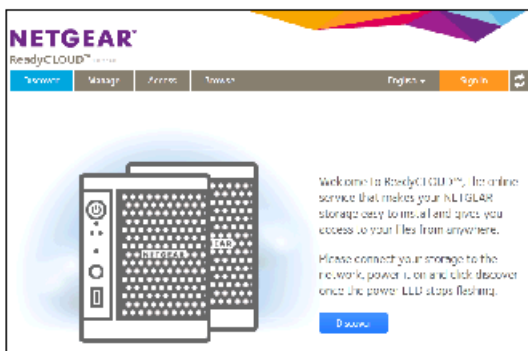 NETGEAR®
ReadyCLOUD™
Discover Manage Access Browse English Sign In
Welcome to ReadyCLOUD™, the online
service that makes your NETGEAR
storage easy to install and gives you
access to your files from anywhere.
Please connect your storage to the
network, power it on and click discover
once the power LED stops flashing.
Discover
NETGEAR
GEAR